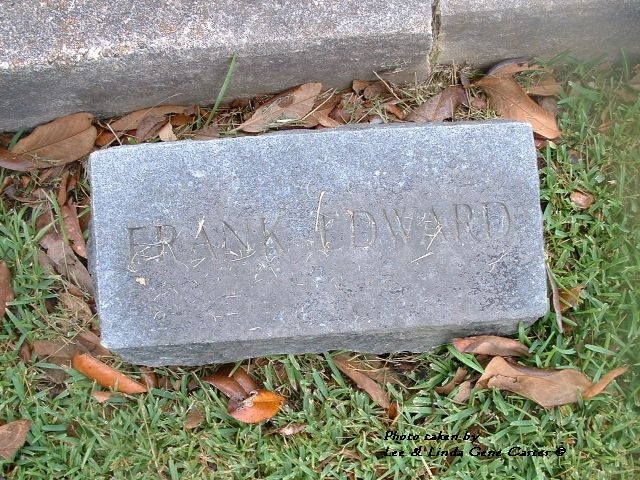 FRANK EDWARD
Photo taken by
Lee & Linda Gene Carter ©